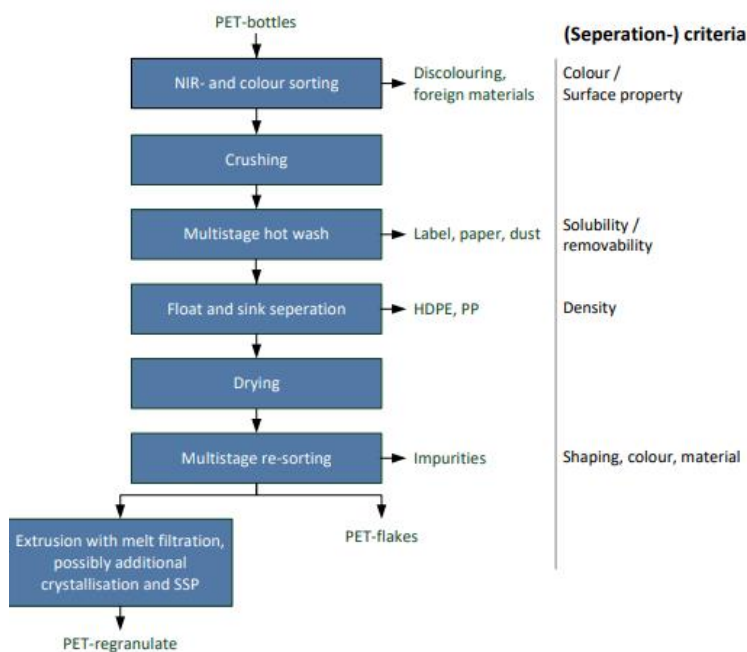 PET-bottles
(Seperation-) criteria
NIR- and colour sorting
Discolouring,
foreign materials
Colour /
Surface property
Crushing
Multistage hot wash
Label, paper, dust
Solubility /
removability
Float and sink seperation
HDPE, PP
Density
Drying
Multistage re-sorting
Impurities
Shaping, colour, material
Extrusion with melt filtration,
possibly additional
crystallisation and SSP
PET-flakes
PET-regranulate